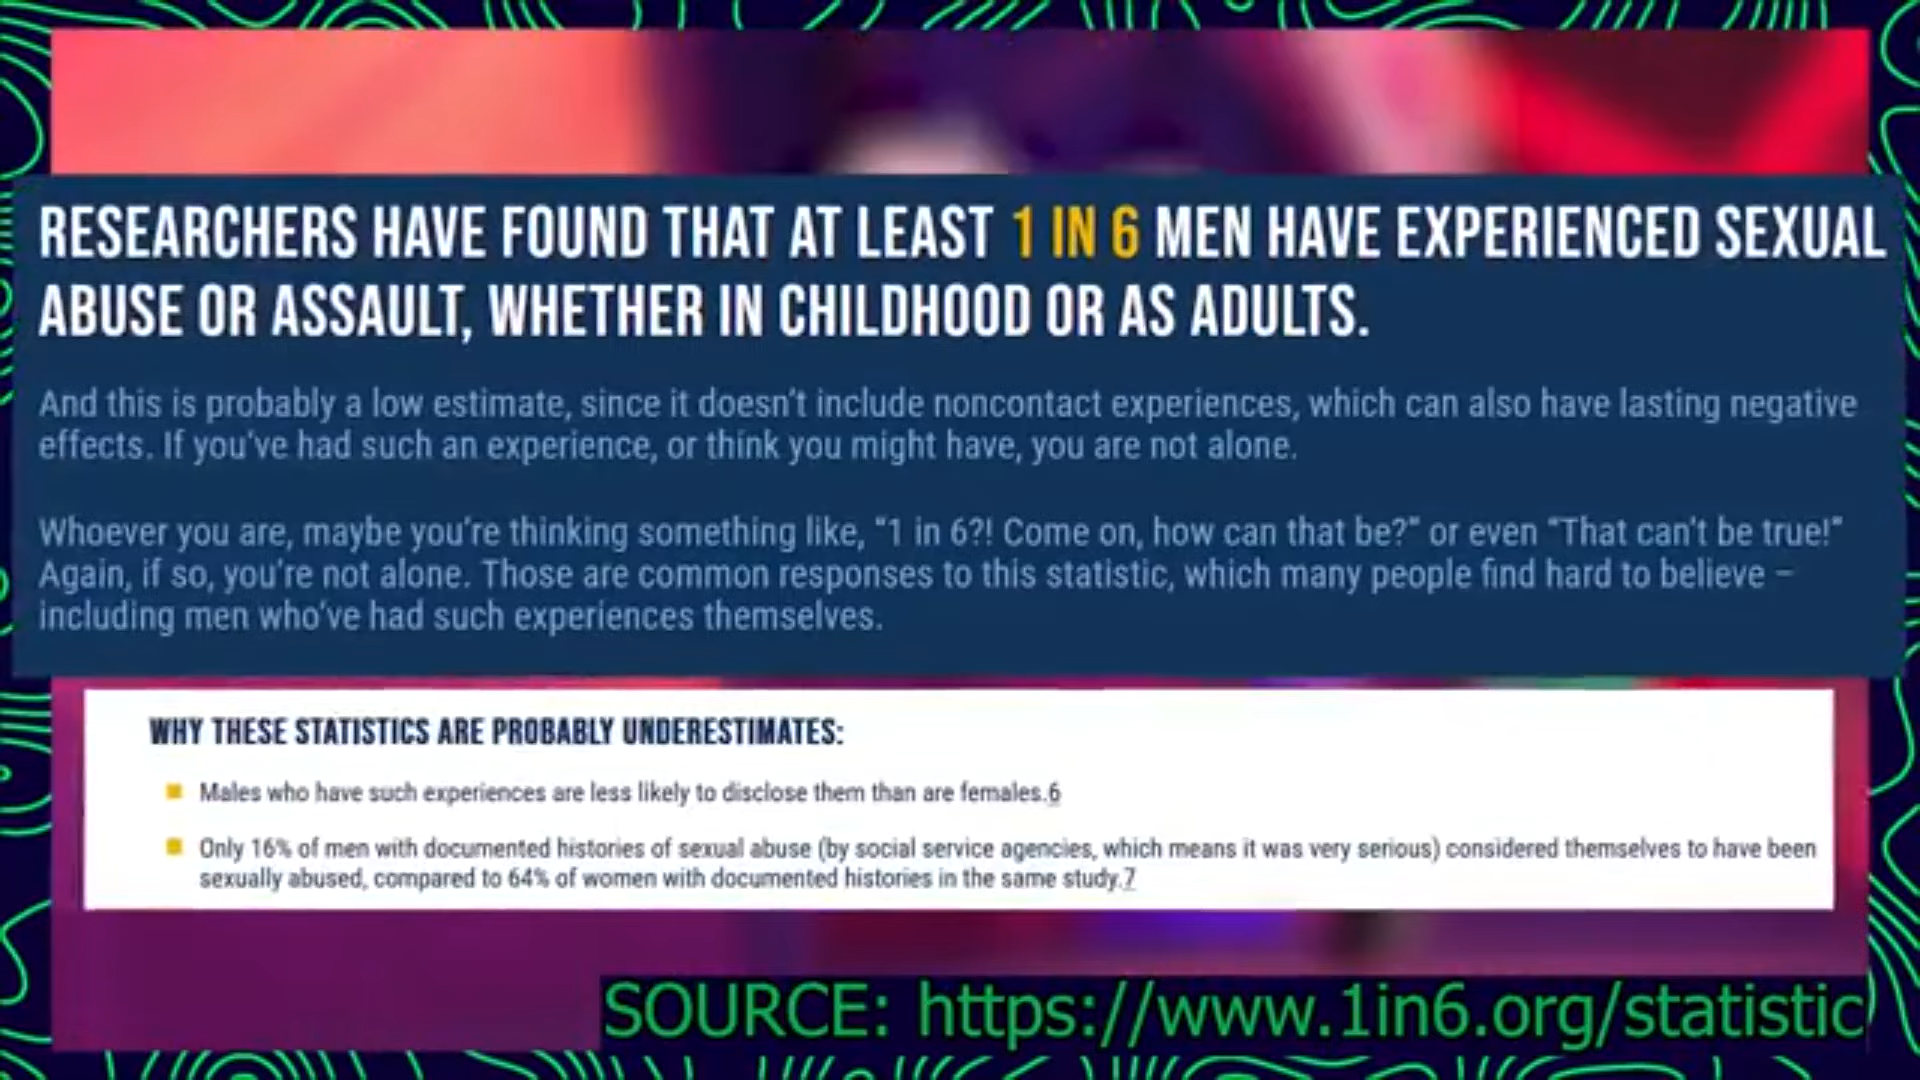 RESEARCHERS HAVE FOUND THAT AT LEAST 1 IN 6 MEN HAVE EXPERIENCED SEXUAL
ABUSE OR ASSAULT, WHETHER IN CHILDHOOD OR AS ADULTS.
And this is probably a low estimate, since it doesn't include noncontact experiences, which can also have lasting negative
effects. If you've had such an experience, or think you might have, you are not alone.
Whoever you are, maybe you're thinking something like, “1 in 6?! Come on, how can that be?” or even “That can't be true!”
Again, if so, you're not alone. Those are common responses to this statistic, which many people find hard to believe –
including men who've had such experiences themselves.
WHY THESE STATISTICS ARE PROBABLY UNDERESTIMATES:
Males who have such experiences are less likely to disclose them than are females.6
Only 16% of men with documented histories of sexual abuse (by social service agencies, which means it was very serious) considered themselves to have been
sexually abused, compared to 64% of women with documented histories in the same study.7
SOURCE: https://www.1in6.org/statistic